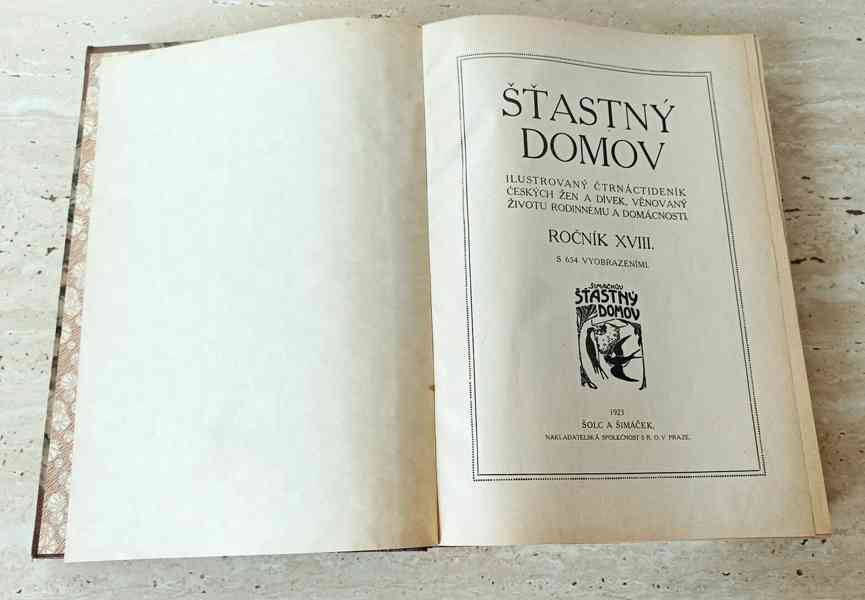 ŠŤASTNÝ
DOMOV
ILUSTROVANÝ ČTRNÁCTIDENÍK
ČESKÝCH ŽEN A DÍVEK, VĚNOVANÝ
ŽIVOTU RODINNÉMU A DOMÁCNOSTI.
ROČNÍK XVIII.
S 654 VYOBRAZENÍMI.
ŠIMÁČKŮV
ŠŤASTNÝ
DOMOV
1923
ŠOLC A ŠIMÁČEK,
NAKLADATELSKÁ SPOLEČNOST S R. O. V PRAZE.